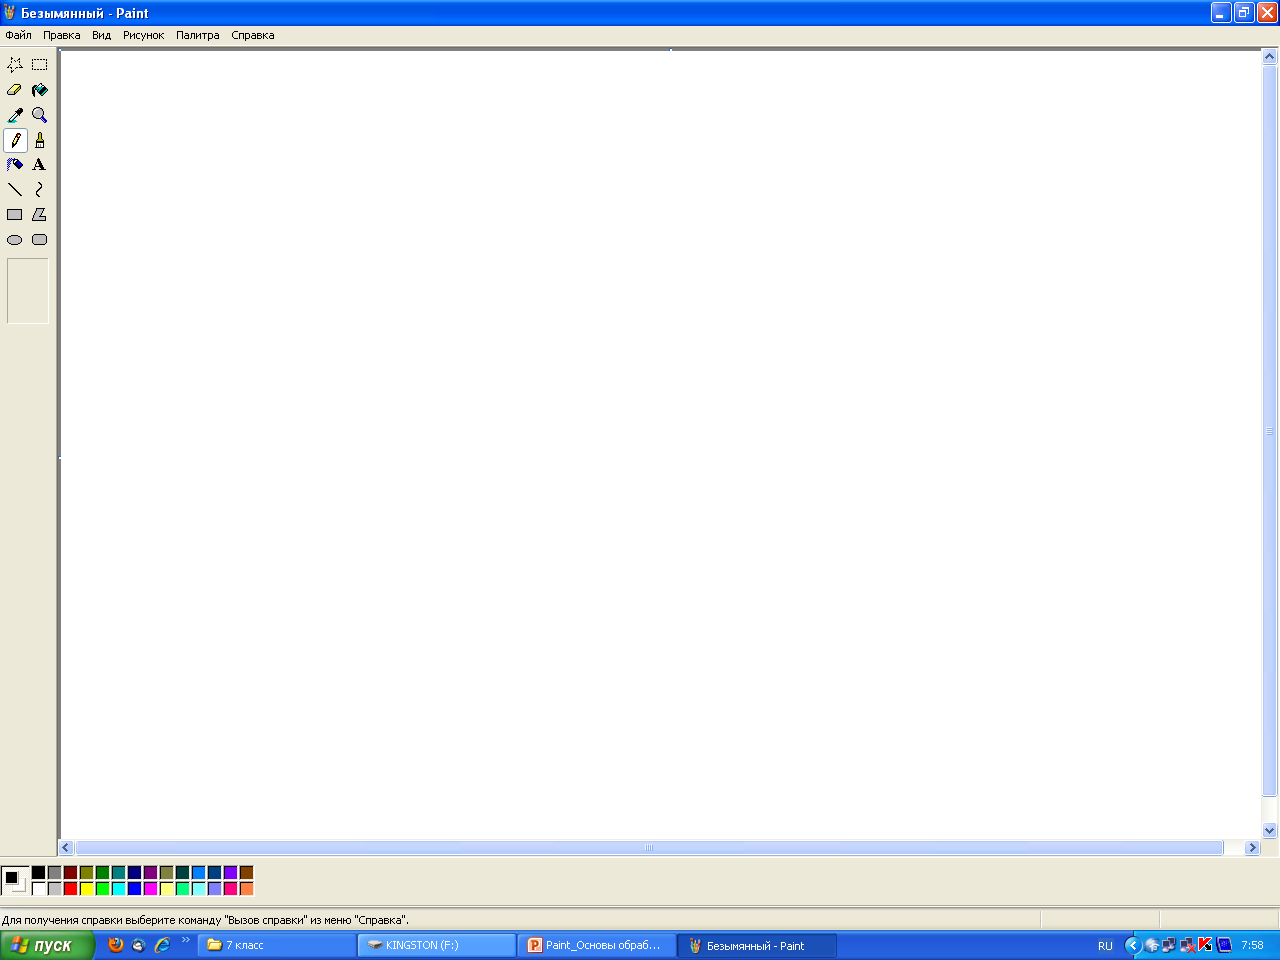 Безымянный - Paint
Файл Правка Вид Рисунок Палитра Справка
A
Для получения справки выберите команду "Вызов справки" из меню "Справка".
пуск
7 класс
KINGSTON (F:)
Paint_Основы обраб...
Безымянный - Paint
RU
7:58